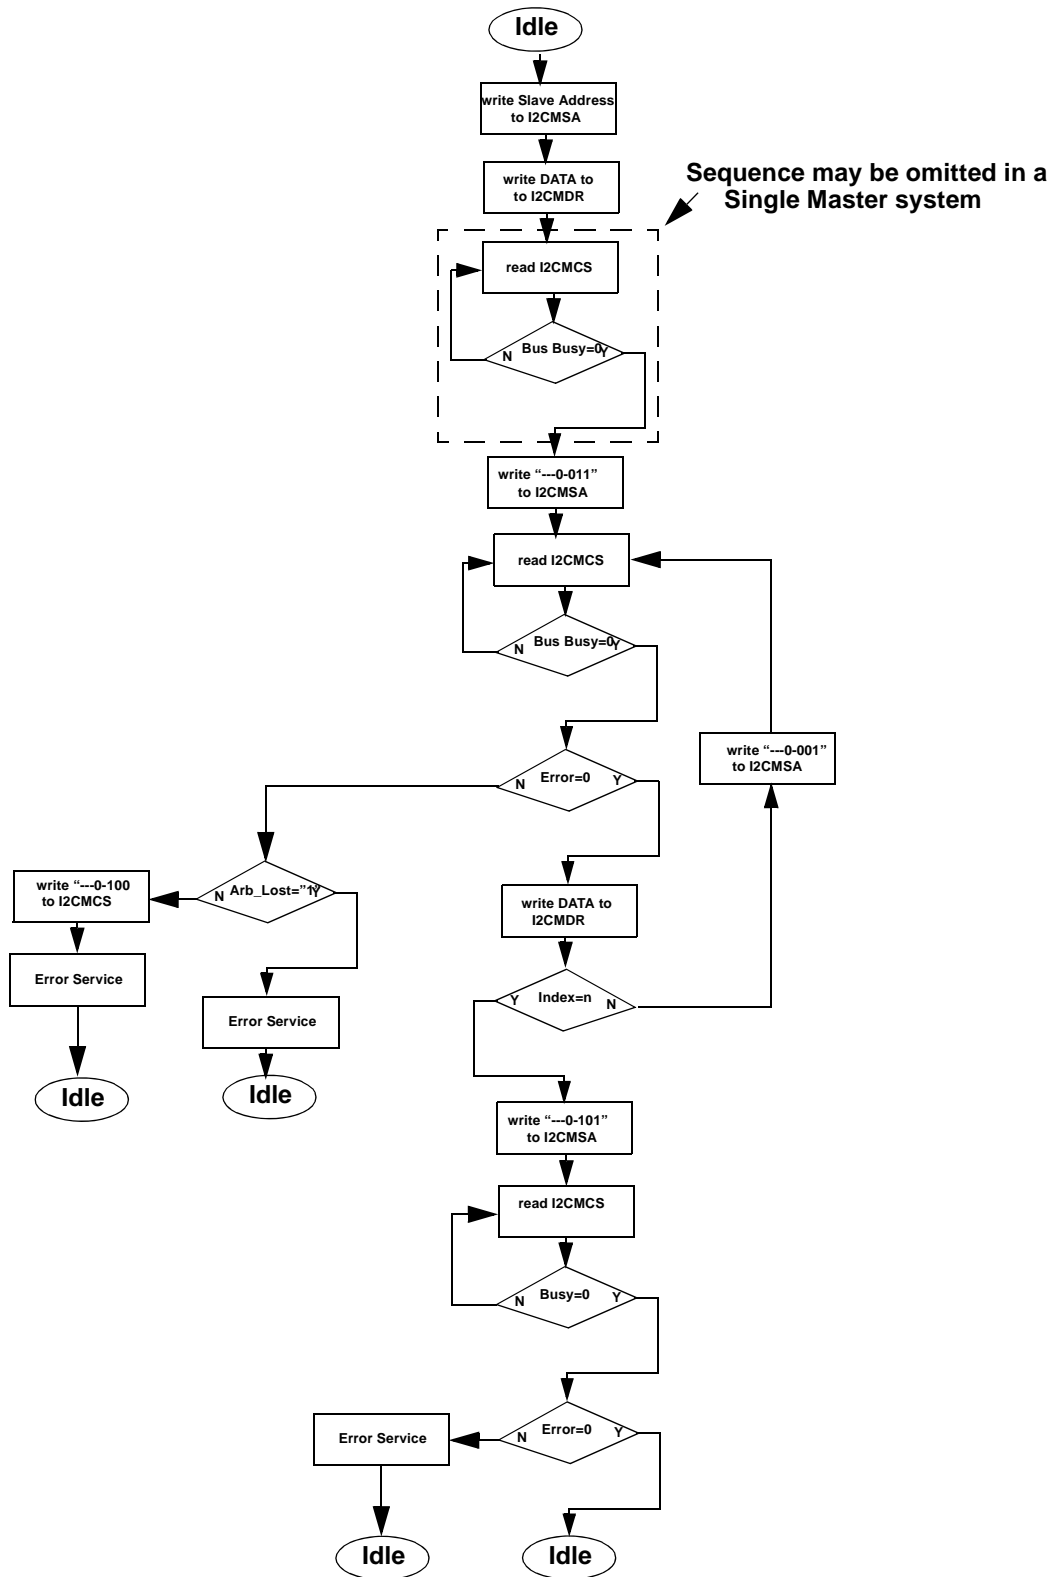 Idle
write Slave Address
to I2CMSA
write DATA to
to I2CMDR
Sequence may be omitted in a
Single Master system
read I2CMCS
N
Bus Busy=0
Y
write “---0-011”
to I2CMSA
read I2CMCS
N
Bus Busy=0
Y
write “---0-001”
to I2CMSA
N
Error=0
Y
write “---0-100
to I2CMCS
N
Arb_Lost=”1”
Y
write DATA to
I2CMDR
Error Service
Error Service
Y
Index=n
N
Idle
Idle
write “---0-101”
to I2CMSA
read I2CMCS
N
Busy=0
Y
Error Service
N
Error=0
Y
Idle
Idle